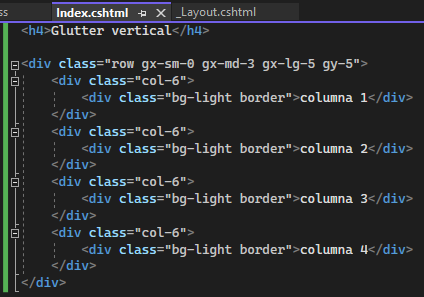 ss Index.cshtml _Layout.cshtml
<h4>Glutter vertical</h4>
<div class="row gx-sm-0 gx-md-3 gx-lg-5 gy-5">
<div class="col-6">
<div class="bg-light border">columna 1</div>
</div>
<div class="col-6">
<div class="bg-light border">columna 2</div>
</div>
<div class="col-6">
<div class="bg-light border">columna 3</div>
</div>
<div class="col-6">
<div class="bg-light border">columna 4</div>
</div>
</div>